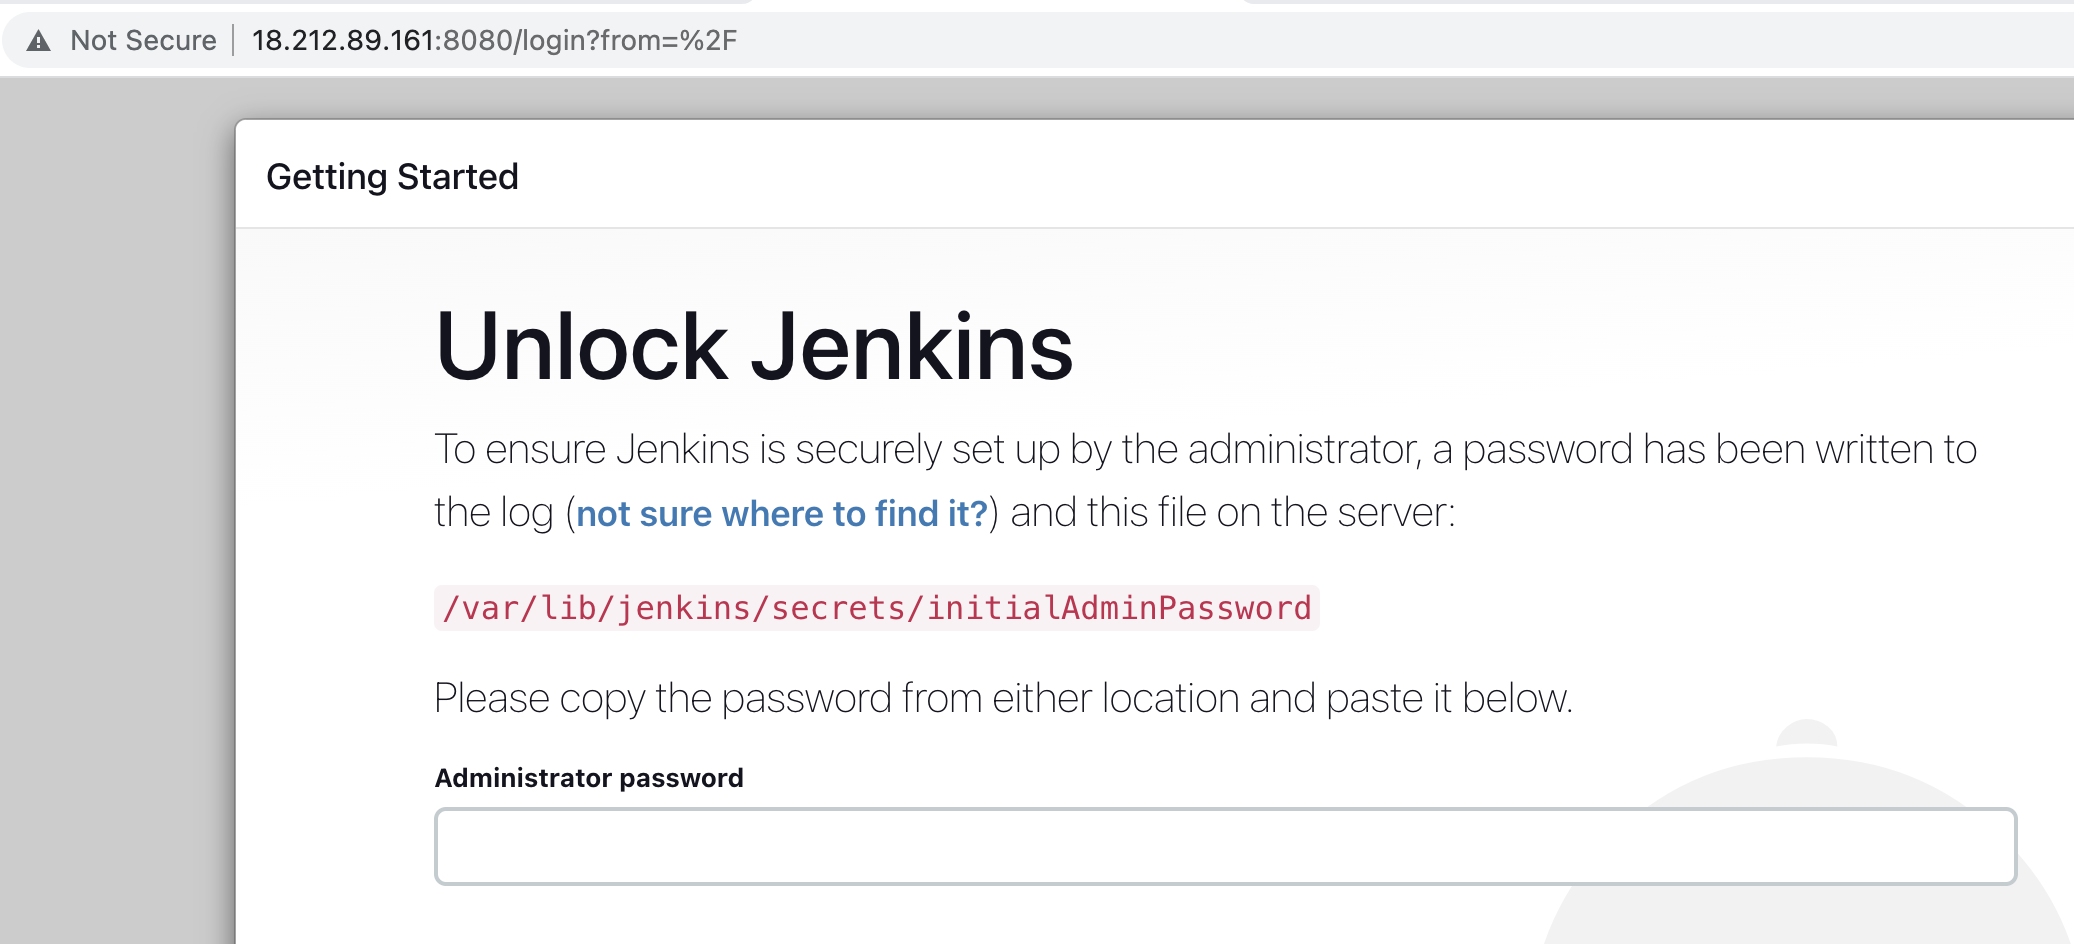 Not Secure | 18.212.89.161:8080/login?from=%2F
Getting Started
Unlock Jenkins
To ensure Jenkins is securely set up by the administrator, a password has been written to
the log (not sure where to find it?) and this file on the server:
/var/lib/jenkins/secrets/initialAdminPassword
Please copy the password from either location and paste it below.
Administrator password